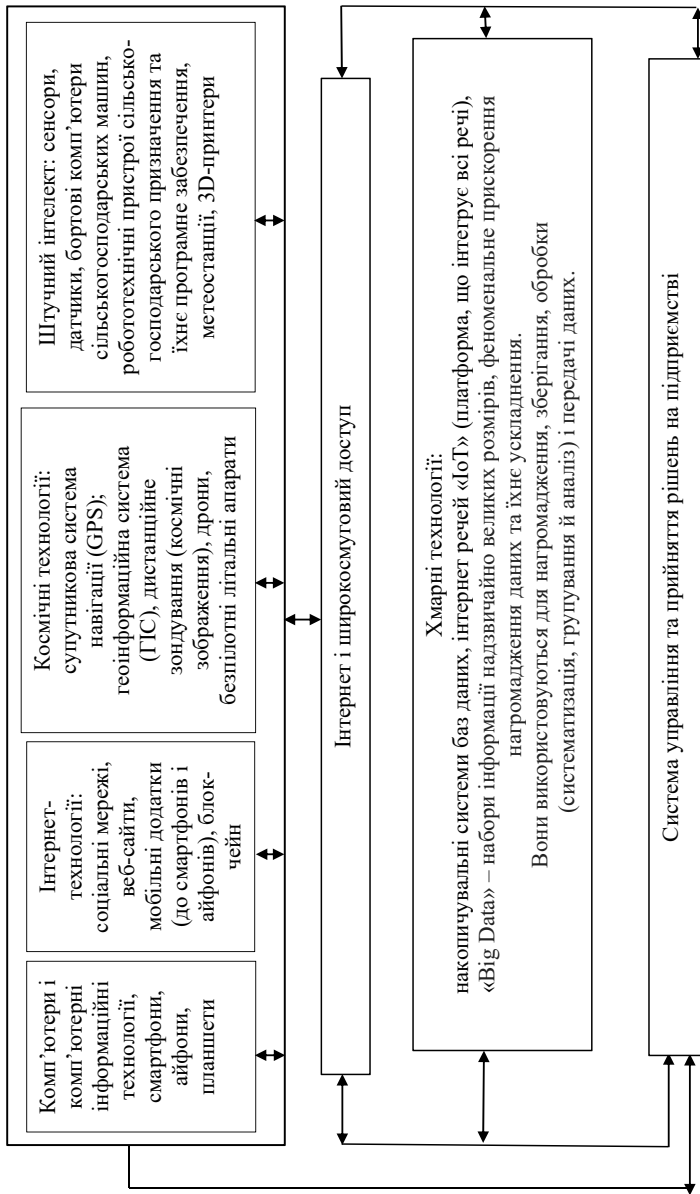 Комп’ютери і
комп’ютерні
інформаційні
технології,
смартфони,
айфони,
планшети
Інтернет-
технології:
соціальні мережі,
веб-сайти,
мобільні додатки
(до смартфонів і
айфонів), блок-
чейн
Космічні технології:
супутникова система
навігації (GPS);
геоінформаційна система
(ГІС), дистанційне
зондування (космічні
зображення), дрони,
безпілотні літальні апарати
Штучний інтелект: сенсори,
датчики, бортові комп’ютери
сільськогосподарських машин,
робототехнічні пристрої сільсько-
господарського призначення та
їхнє програмне забезпечення,
метеостанції, 3D-принтери
Інтернет і широкосмуговий доступ
Хмарні технології:
накопичувальні системи баз даних, інтернет речей «IoT» (платформа, що інтегрує всі речі),
«Big Data» – набори інформації надзвичайно великих розмірів, феноменальне прискорення
нагромадження даних та їхнє ускладнення.
Вони використовуються для нагромадження, зберігання, обробки
(систематизація, групування й аналіз) і передачі даних.
Система управління та прийняття рішень на підприємстві